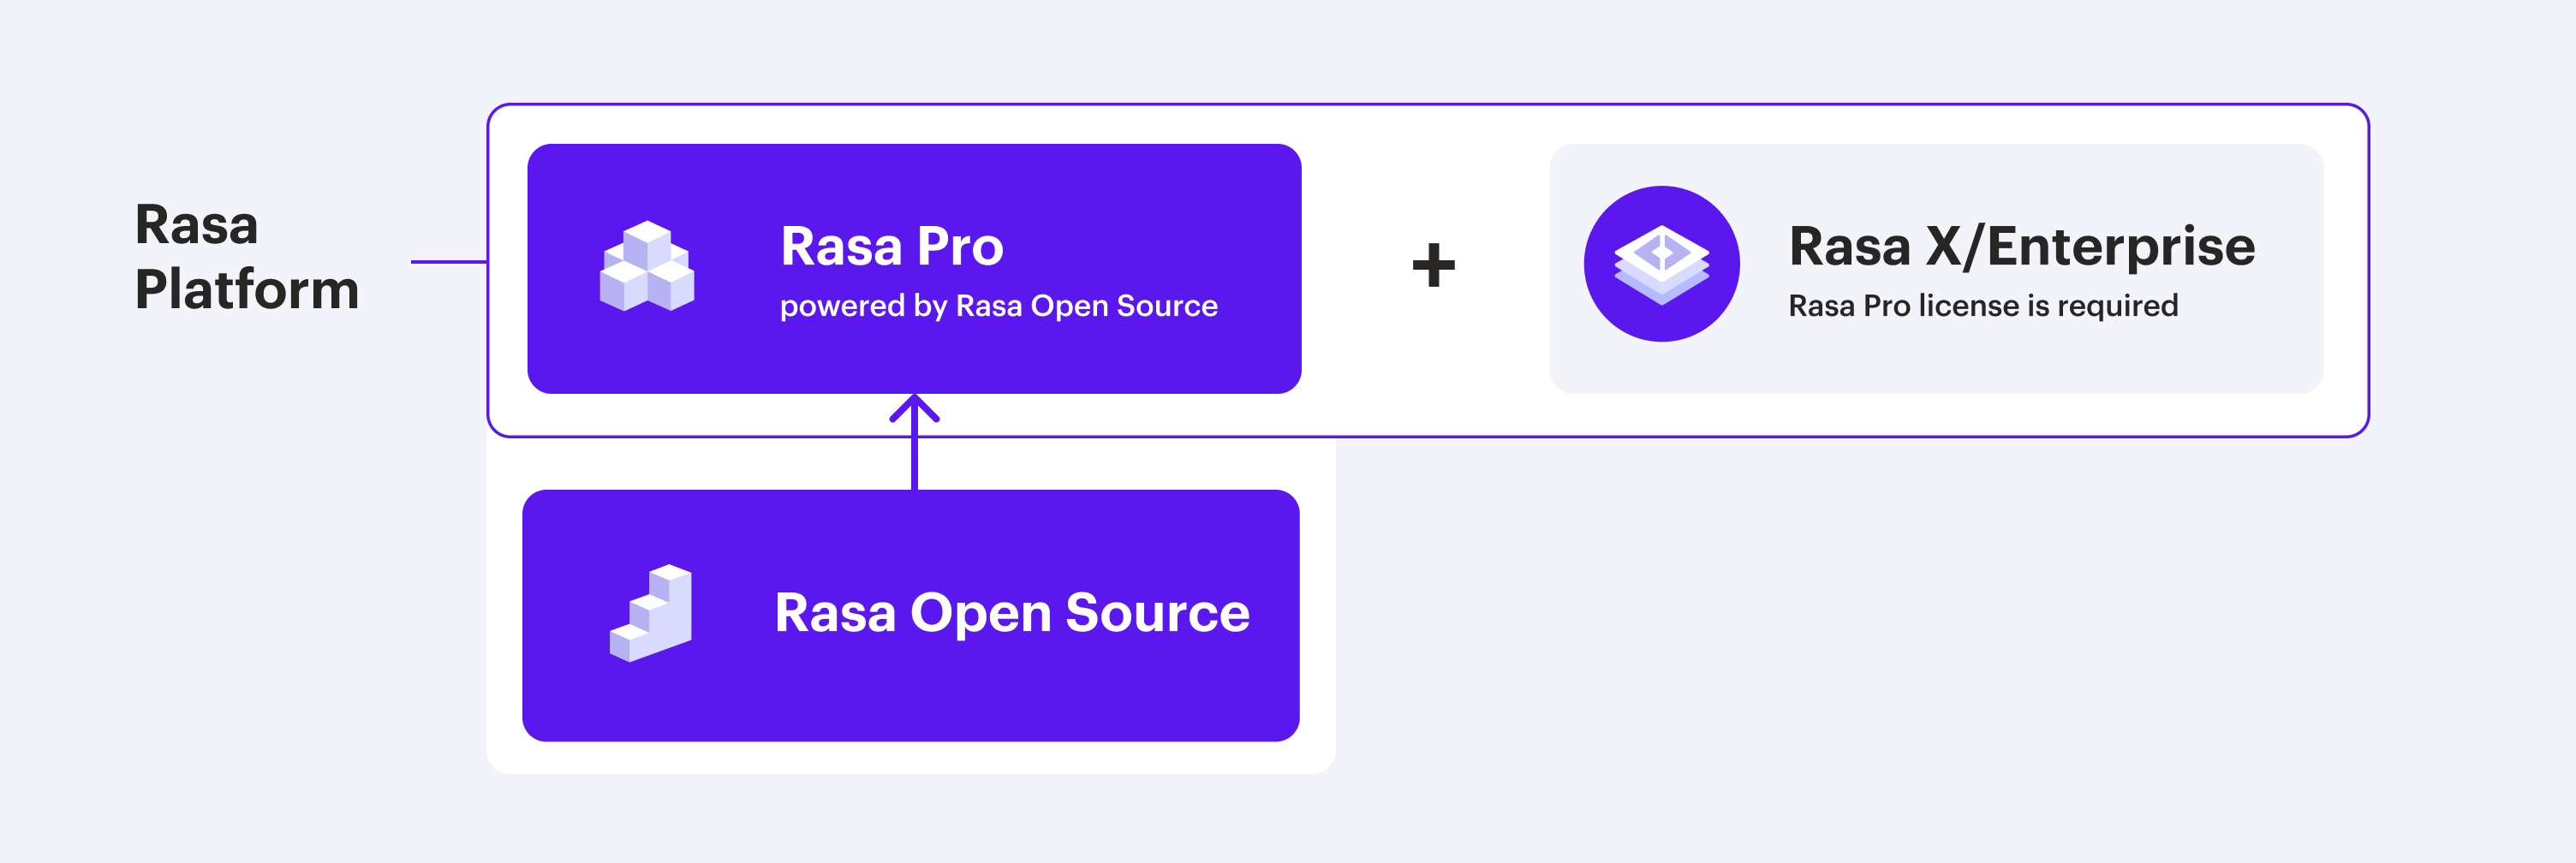 Rasa
Platform
Rasa Pro
powered by Rasa Open Source
+
Rasa X/Enterprise
Rasa Pro license is required
Rasa Open Source